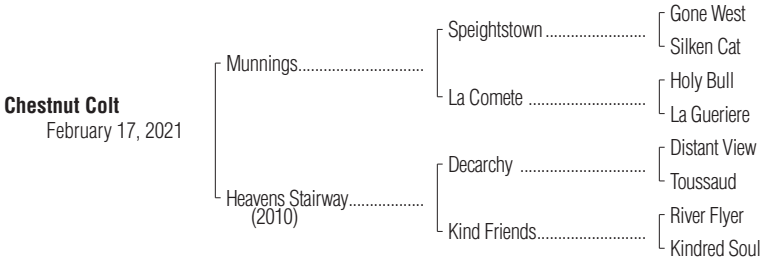 Gone West
Speightstown
Silken Cat
Munnings
Holy Bull
La Comete
La Gueriere
Chestnut Colt
February 17, 2021
Distant View
Decarchy
Toussaud
Heavens Stairway
(2010)
River Flyer
Kind Friends
Kindred Soul